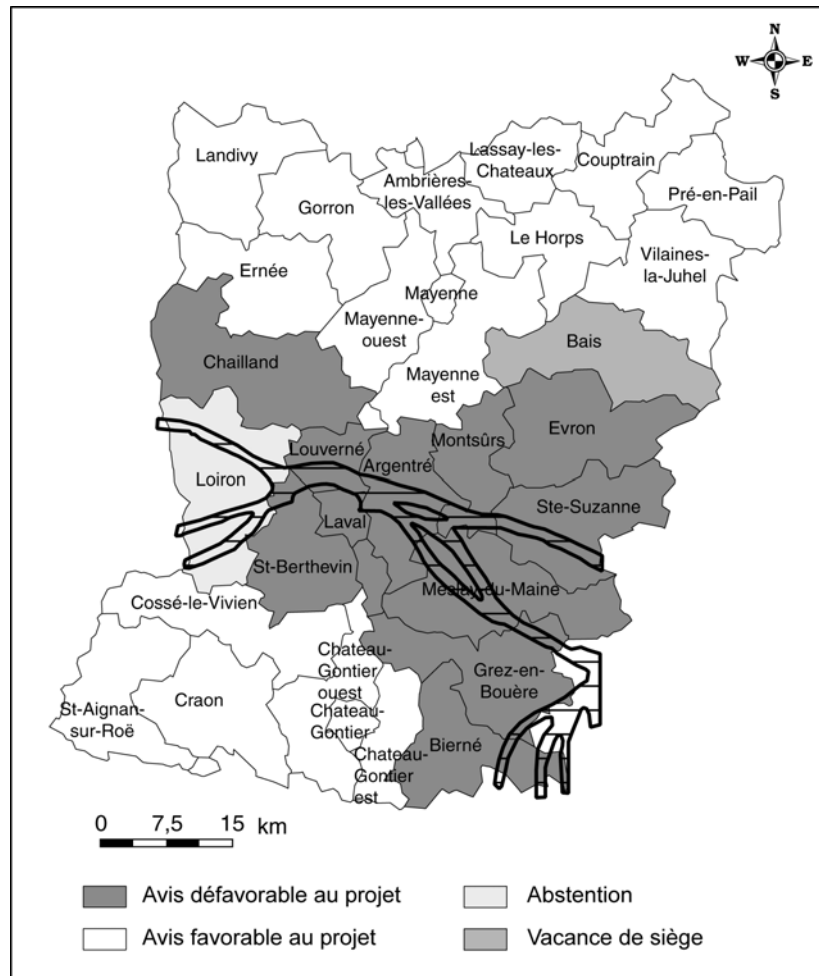 N
W E
S
Landivy
Lassay-les-
Chateaux
Couptrain
Ambrières-
les-Vallées
Pré-en-Pail
Gorron
Le Horps
Vilaines-
la-Juhel
Ernée
Mayenne
Mayenne-
ouest
Bais
Chailland
Mayenne
est
Evron
Montsûrs
Louverné
Argentré
Loiron
Ste-Suzanne
Laval
St-Berthevin
Meslay-du-Maine
Cossé-le-Vivien
Chateau-
Gontier
ouest
Grez-en-
Bouère
Craon
St-Aignan-
sur-Roë
Chateau-
Gontier
Bierné
Chateau-
Gontier
est
0 7,5 15 km
Avis défavorable au projet
Abstention
Avis favorable au projet
Vacance de siège